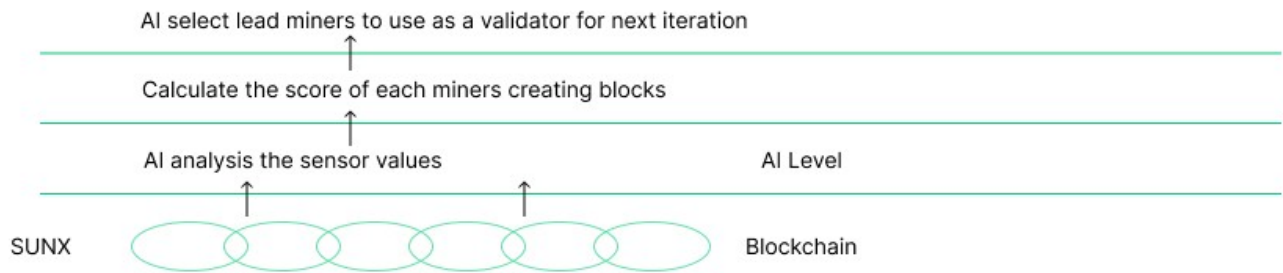 AI select lead miners to use as a validator for next iteration
Calculate the score of each miners creating blocks
AI analysis the sensor values AI Level
SUNX Blockchain